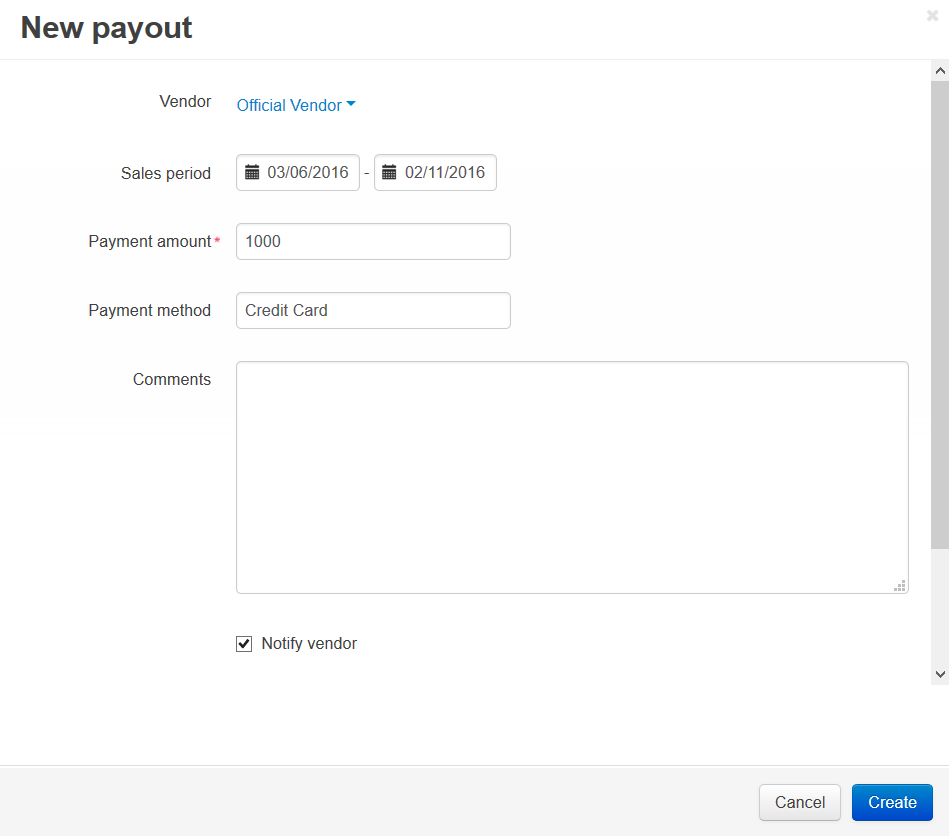 New payout
Vendor Official Vendor
Sales period 03/06/2016 - 02/11/2016
Payment amount* 1000
Payment method Credit Card
Comments
Notify vendor
Cancel Create